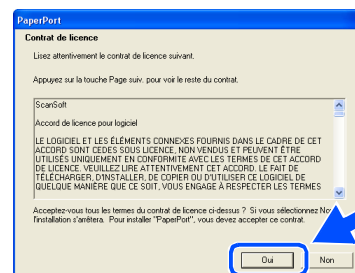 PaperPort
Contrat de licence
Lisez attentivement le contrat de licence suivant.
Appuyez sur la touche Page suiv. pour voir le reste du contrat.
ScanSoft
Accord de licence pour logiciel
LE LOGICIEL ET LES ÉLÉMENTS CONNEXES FOURNIS DANS LE CADRE DE CET
ACCORD SONT CEDES SOUS LICENCE, NON VENDUS ET PEUVENT ÊTRE
UTILISÉS UNIQUEMENT EN CONFORMITE AVEC LES TERMES DE CET ACCORD
DE LICENCE. VEUILLEZ LIRE ATTENTIVEMENT CET ACCORD. LE FAIT DE
TÉLÉCHARGER, D'INSTALLER, DE COPIER OU D'UTILISER CE LOGICIEL DE
QUELQUE MANIÈRE QUE CE SOIT, VOUS ENGAGE À RESPECTER LES TERMES
Acceptez-vous tous les termes du contrat de licence ci-dessus ? Si vous sélectionnez
l'installation s'arrêtera. Pour installer "PaperPort", vous devez accepter ce contrat.
Oui
Non